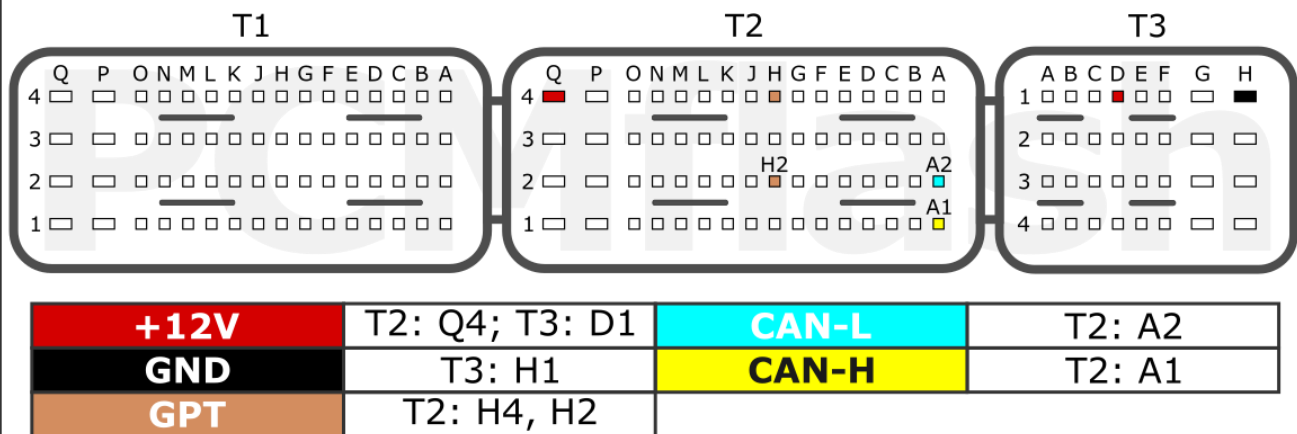 T1 T2 T3
Q P O N M L K J H G F E D C B A Q P O N M L K J H G F E D C B A A B C D E F G H
4 4 1
3 3 2
H2 A2
2 2 3
A1
1 1 4
PCMflash
+12V T2: Q4; T3: D1 CAN-L T2: A2
GND T3: H1 CAN-H T2: A1
GPT T2: H4, H2